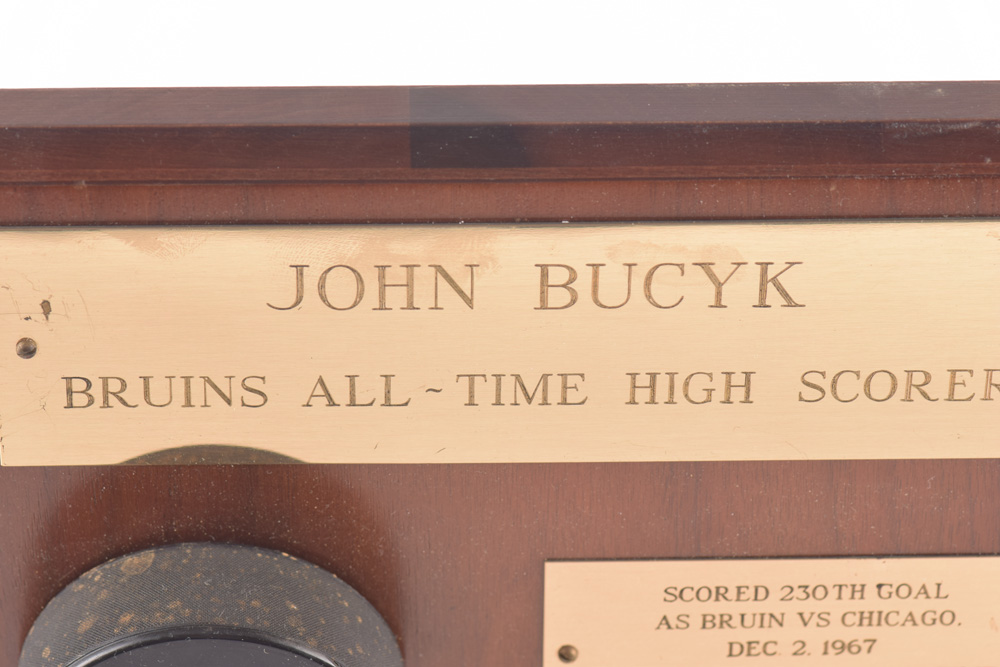 JOHN BUCYK
BRUINS ALL~TIME HIGH SCORER
SCORED 230TH GOAL
AS BRUIN VS CHICAGO.
DEC. 2. 1967